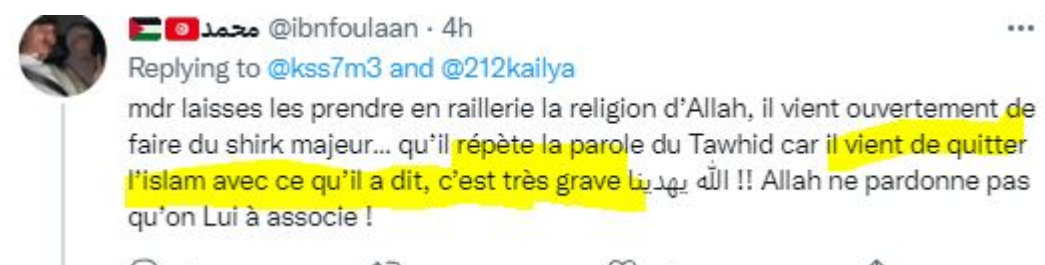 محمد @ibnfoulaan · 4h
Replying to @kss7m3 and @212kailya
mdr laisses les prendre en raillerie la religion d’Allah, il vient ouvertement de
faire du shirk majeur... qu’il répète la parole du Tawhid car il vient de quitter
l’islam avec ce qu’il a dit, c’est très grave الله يهدينا !! Allah ne pardonne pas
qu’on Lui à associe !